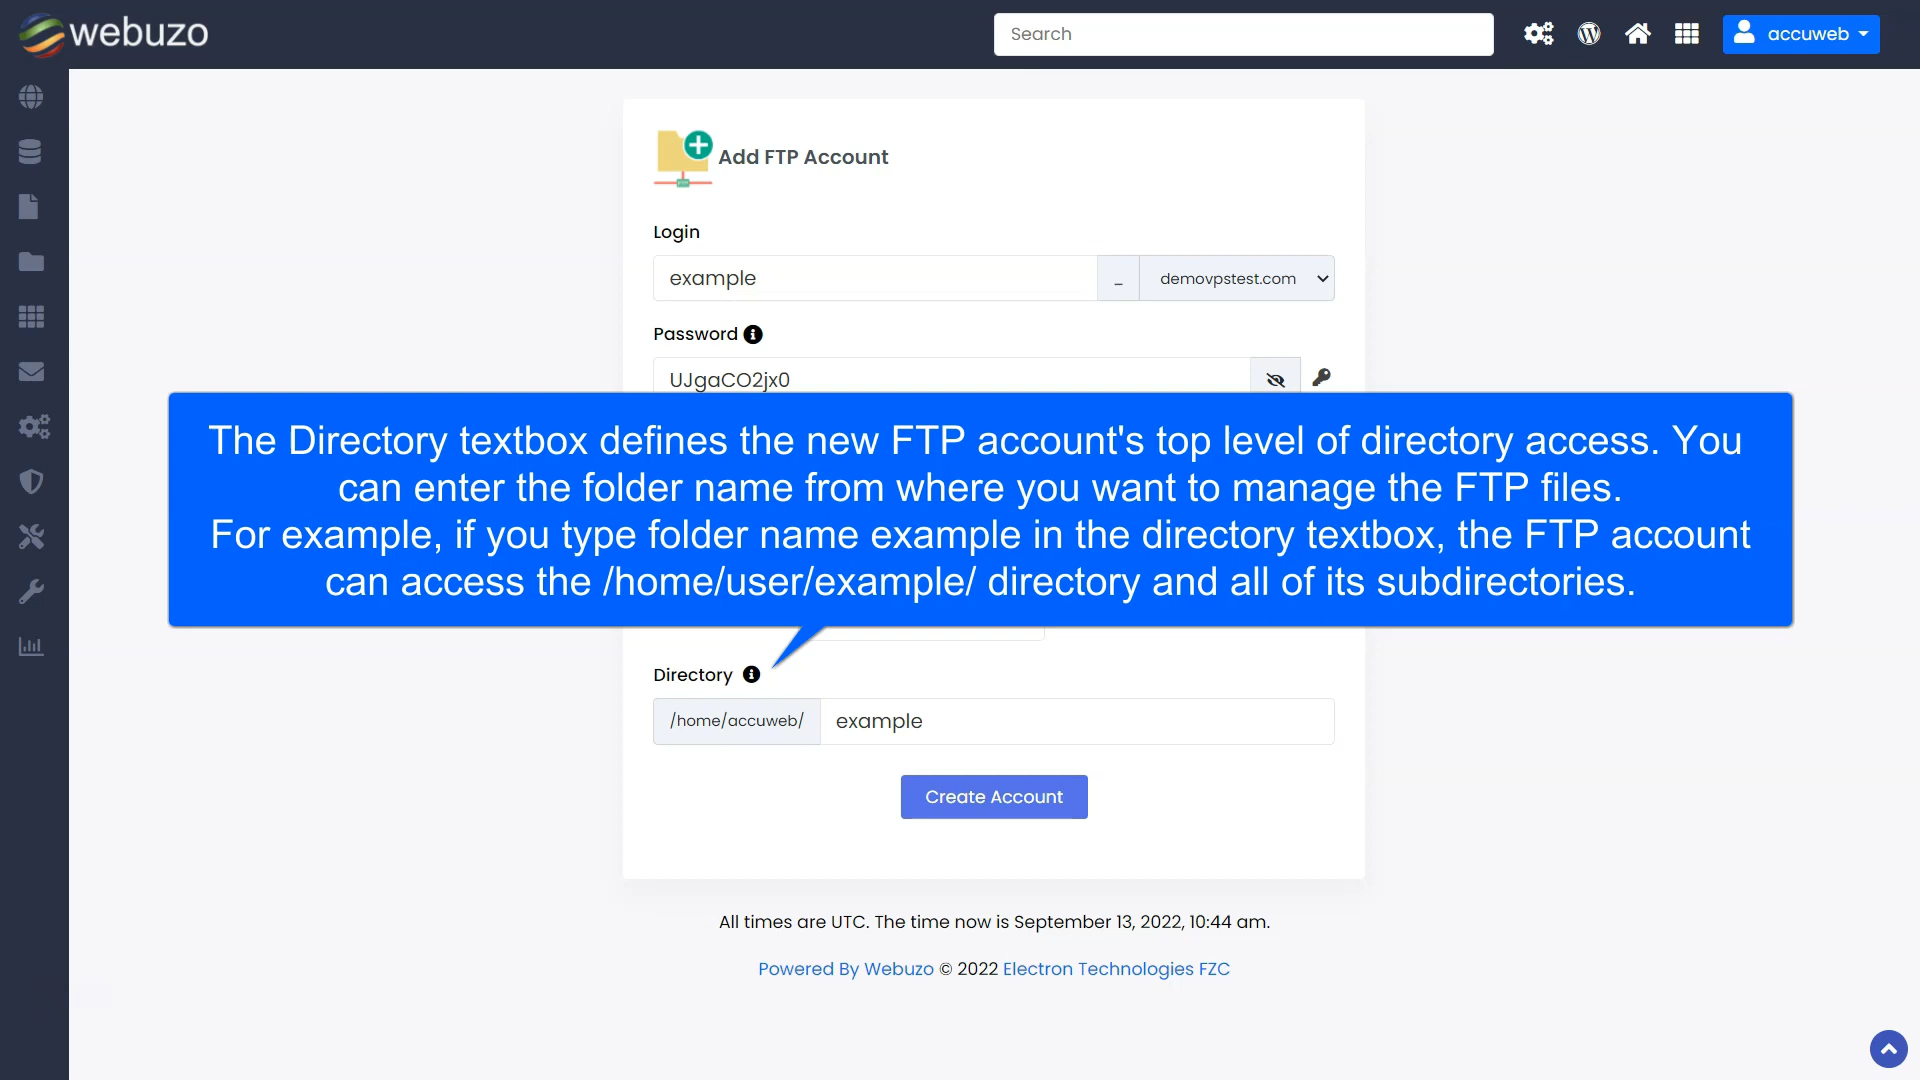 webuzo
Search
accuweb
Add FTP Account
Login
example
_
demovpstest.com
Password
UJgaCO2jx0
The Directory textbox defines the new FTP account's top level of directory access. You
can enter the folder name from where you want to manage the FTP files.
For example, if you type folder name example in the directory textbox, the FTP account
can access the /home/user/example/ directory and all of its subdirectories.
Directory
/home/accuweb/
example
Create Account
All times are UTC. The time now is September 13, 2022, 10:44 am.
Powered By Webuzo © 2022 Electron Technologies FZC